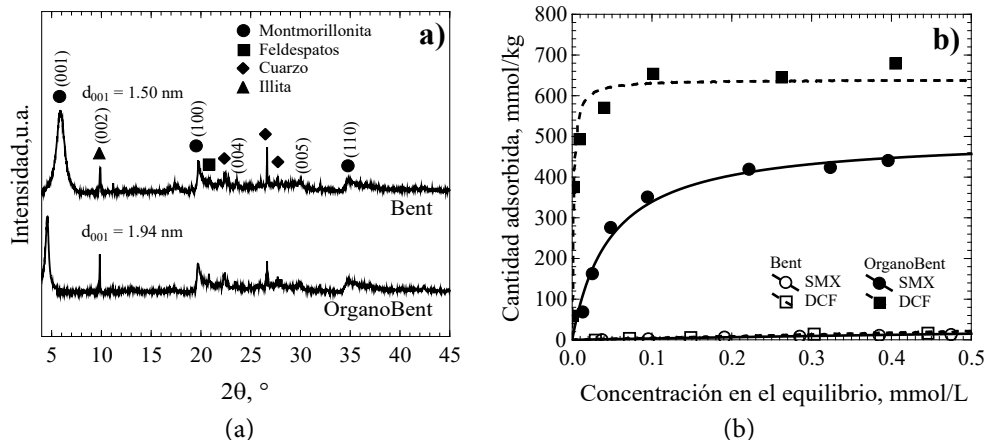 a)
Montmorillonita
Feldespatos
Cuarzo
Illita
(001)
d001 = 1.50 nm
(002)
(100)
(004)
(005)
(110)
Bent
d001 = 1.94 nm
OrganoBent
Intensidad,u.a.
5 10 15 20 25 30 35 40 45
2θ, °
(a)
b)
800
700
600
500
400
300
200
100
0
Cantidad adsorbida, mmol/kg
Bent OrganoBent
SMX SMX
DCF DCF
0.0 0.1 0.2 0.3 0.4 0.5
Concentración en el equilibrio, mmol/L
(b)